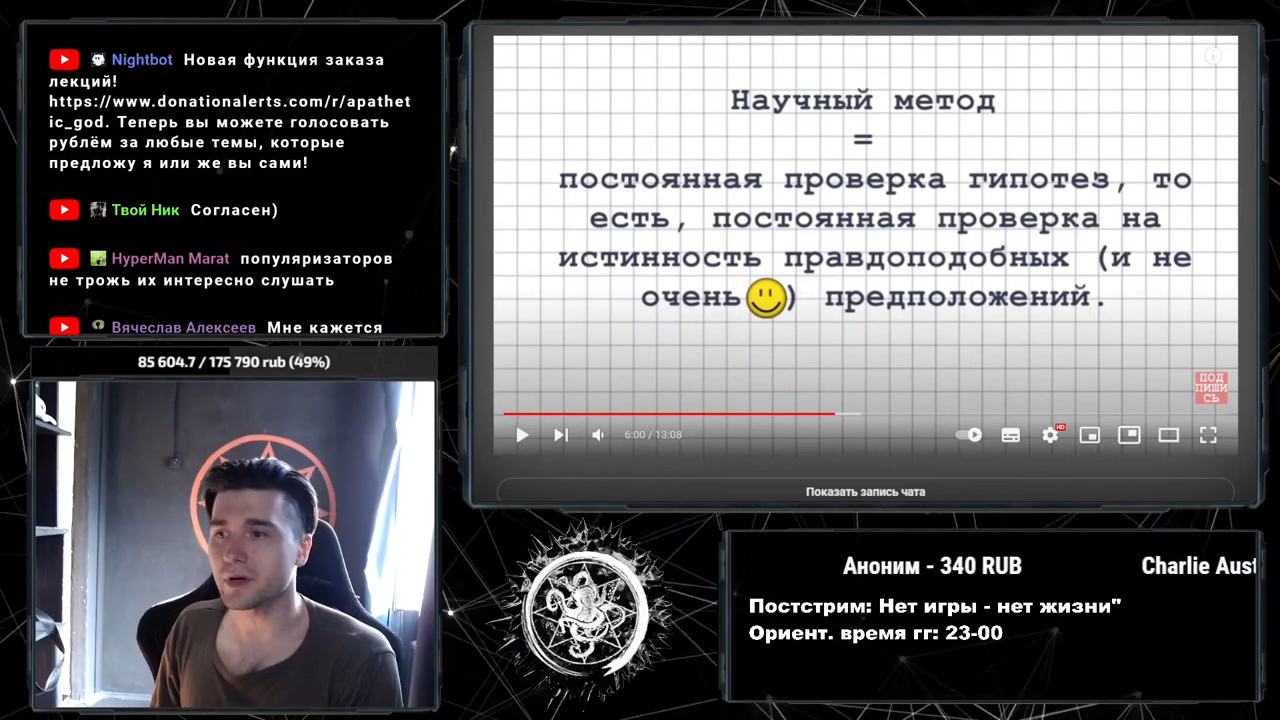 Nightbot Новая функция заказа
лекций!
https://www.donationalerts.com/r/apathet
ic_god. Теперь вы можете голосовать
рублём за любые темы, которые
предложу я или же вы сами!
Твой Ник Согласен)
HyperMan Marat популяризаторов
не трожь их интересно слушать
Вячеслав Алексеев Мне кажется
85 604.7 / 175 790 rub (49%)
Научный метод
=
постоянная проверка гипотез, то
есть, постоянная проверка на
истинность правдоподобных (и не
очень ) предположений.
ПОД
ПИШИ
СЬ
6:00 / 13:08
HD
Показать запись чата
Аноним - 340 RUB Charlie Aust
Постстрим: Нет игры - нет жизни"
Ориент. время гг: 23-00